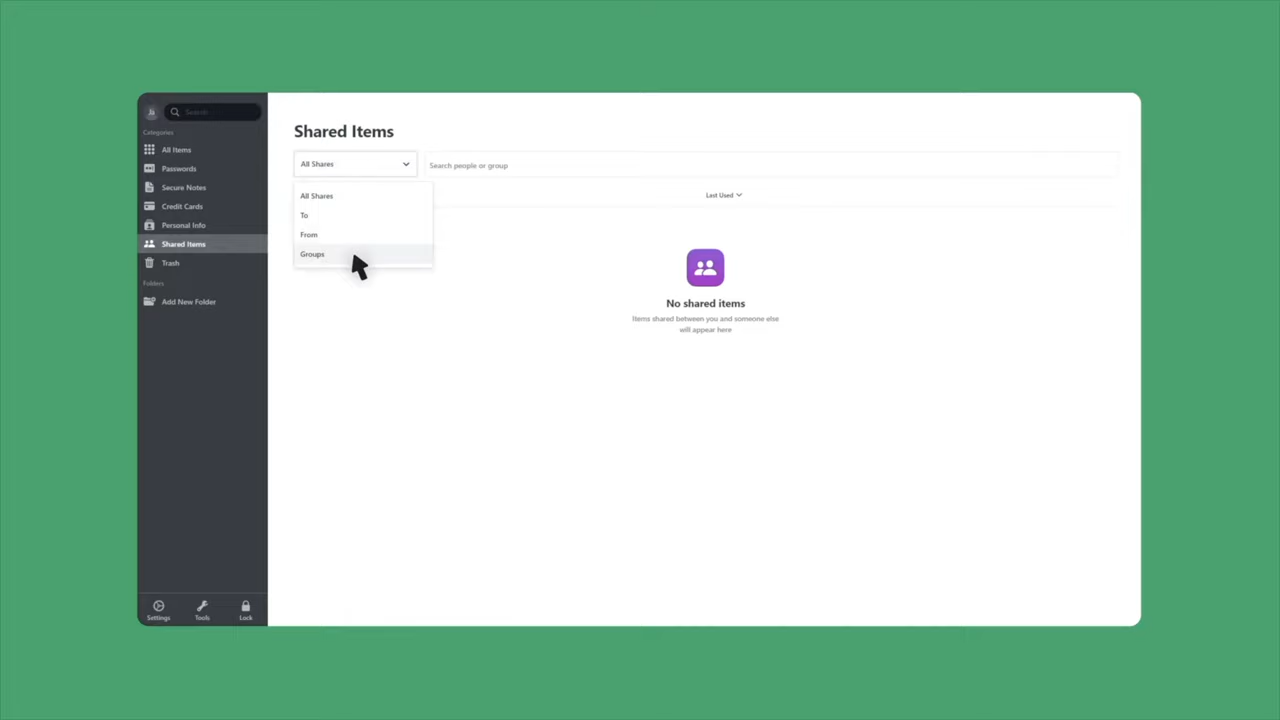 Search
Categories
All Items
Passwords
Secure Notes
Credit Cards
Personal Info
Shared Items
Trash
Folders
Add New Folder
Settings
Tools
Lock
Shared Items
All Shares
Search people or group
All Shares
To
From
Groups
Last Used
No shared items
Items shared between you and someone else
will appear here